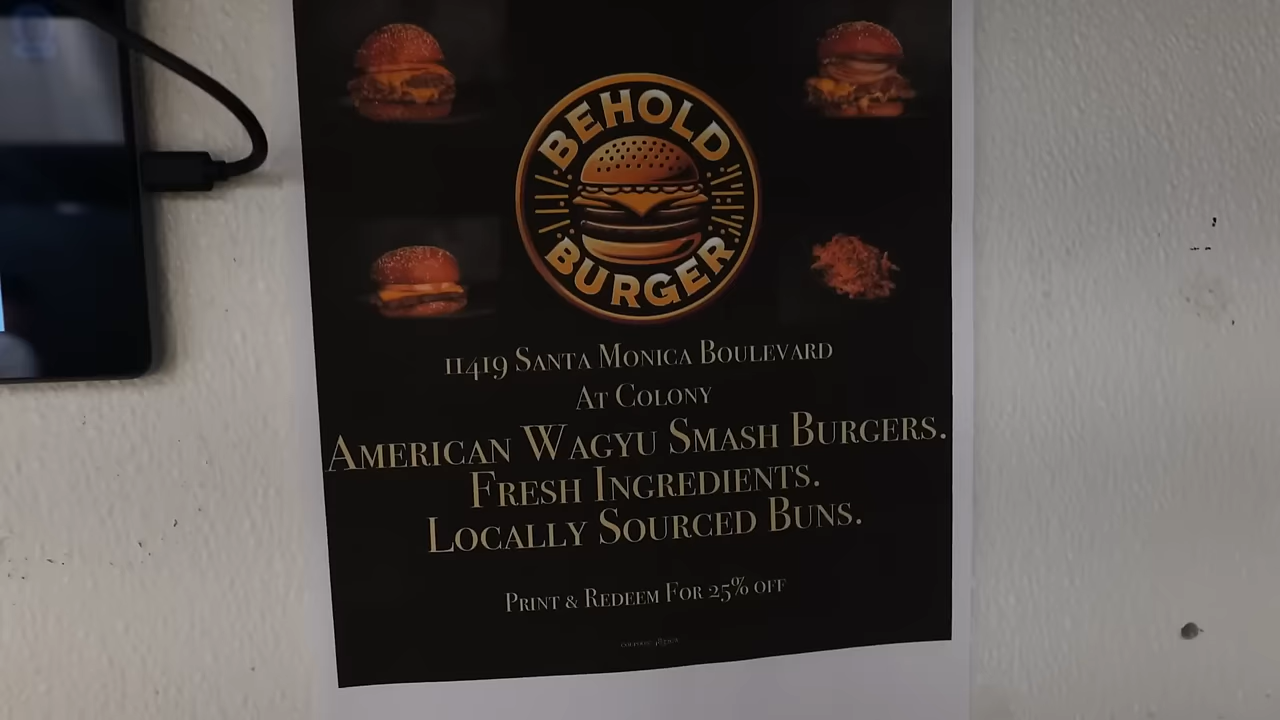 BEHOLD
BURGER
11419 Santa Monica Boulevard
At Colony
American Wagyu Smash Burgers.
Fresh Ingredients.
Locally Sourced Buns.
Print & Redeem For 25% off